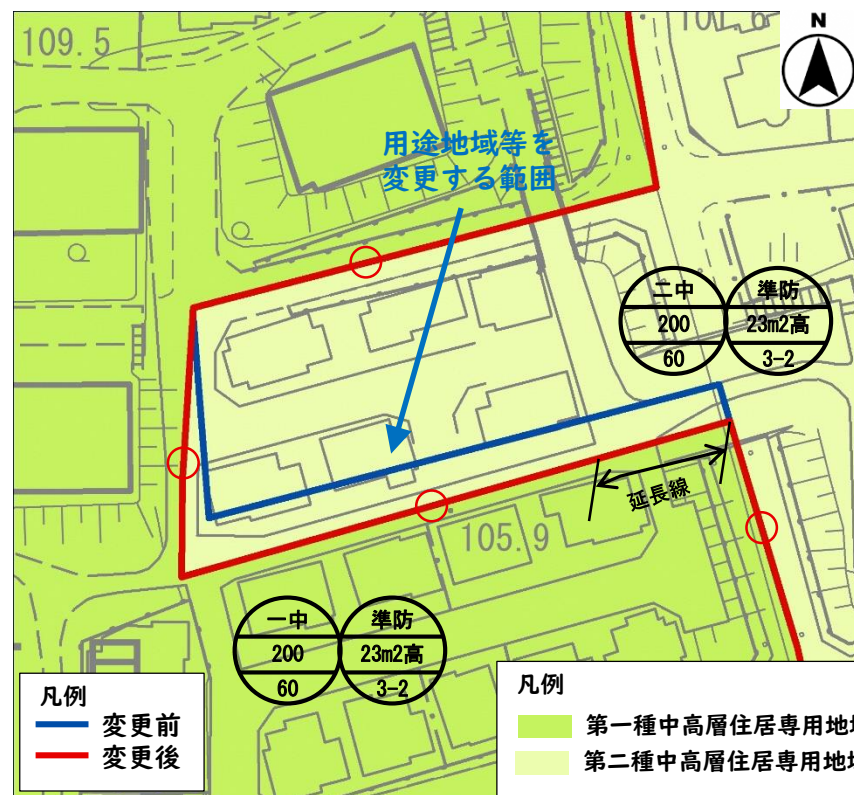 109.5
N
用途地域等を
変更する範囲
二中
200
60
準防
23m2高
3-2
延長線
105.9
一中
200
60
準防
23m2高
3-2
凡例
変更前
変更後
凡例
第一種中高層住居専用地
第二種中高層住居専用地